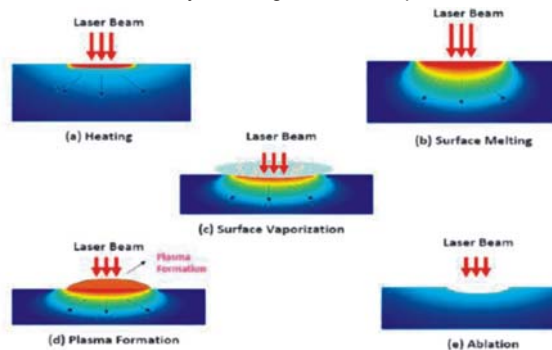 Laser Beam
(a) Heating
Laser Beam
(b) Surface Melting
Laser Beam
(c) Surface Vaporization
Laser Beam
Plasma
Formation
(d) Plasma Formation
Laser Beam
(e) Ablation